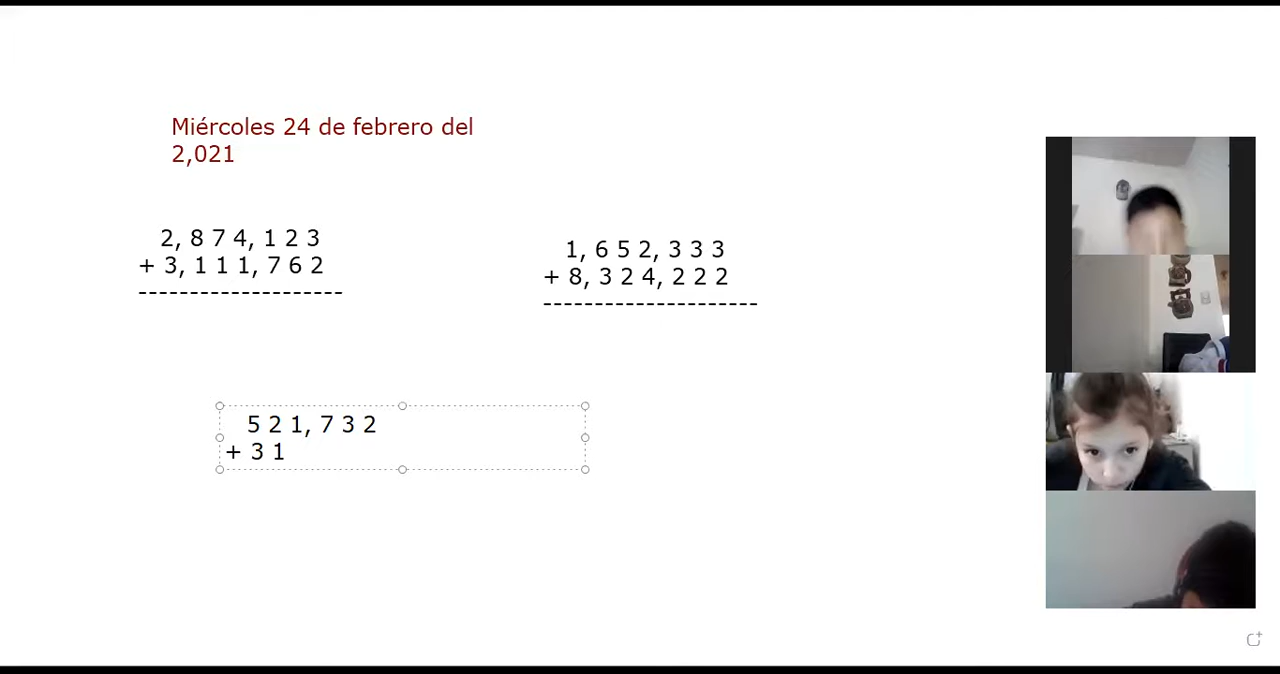 Miércoles 24 de febrero del
2,021
2, 8 7 4, 1 2 3
+ 3, 1 1 1, 7 6 2
-------------------
1, 6 5 2, 3 3 3
+ 8, 3 2 4, 2 2 2
--------------------
5 2 1, 7 3 2
+ 3 1